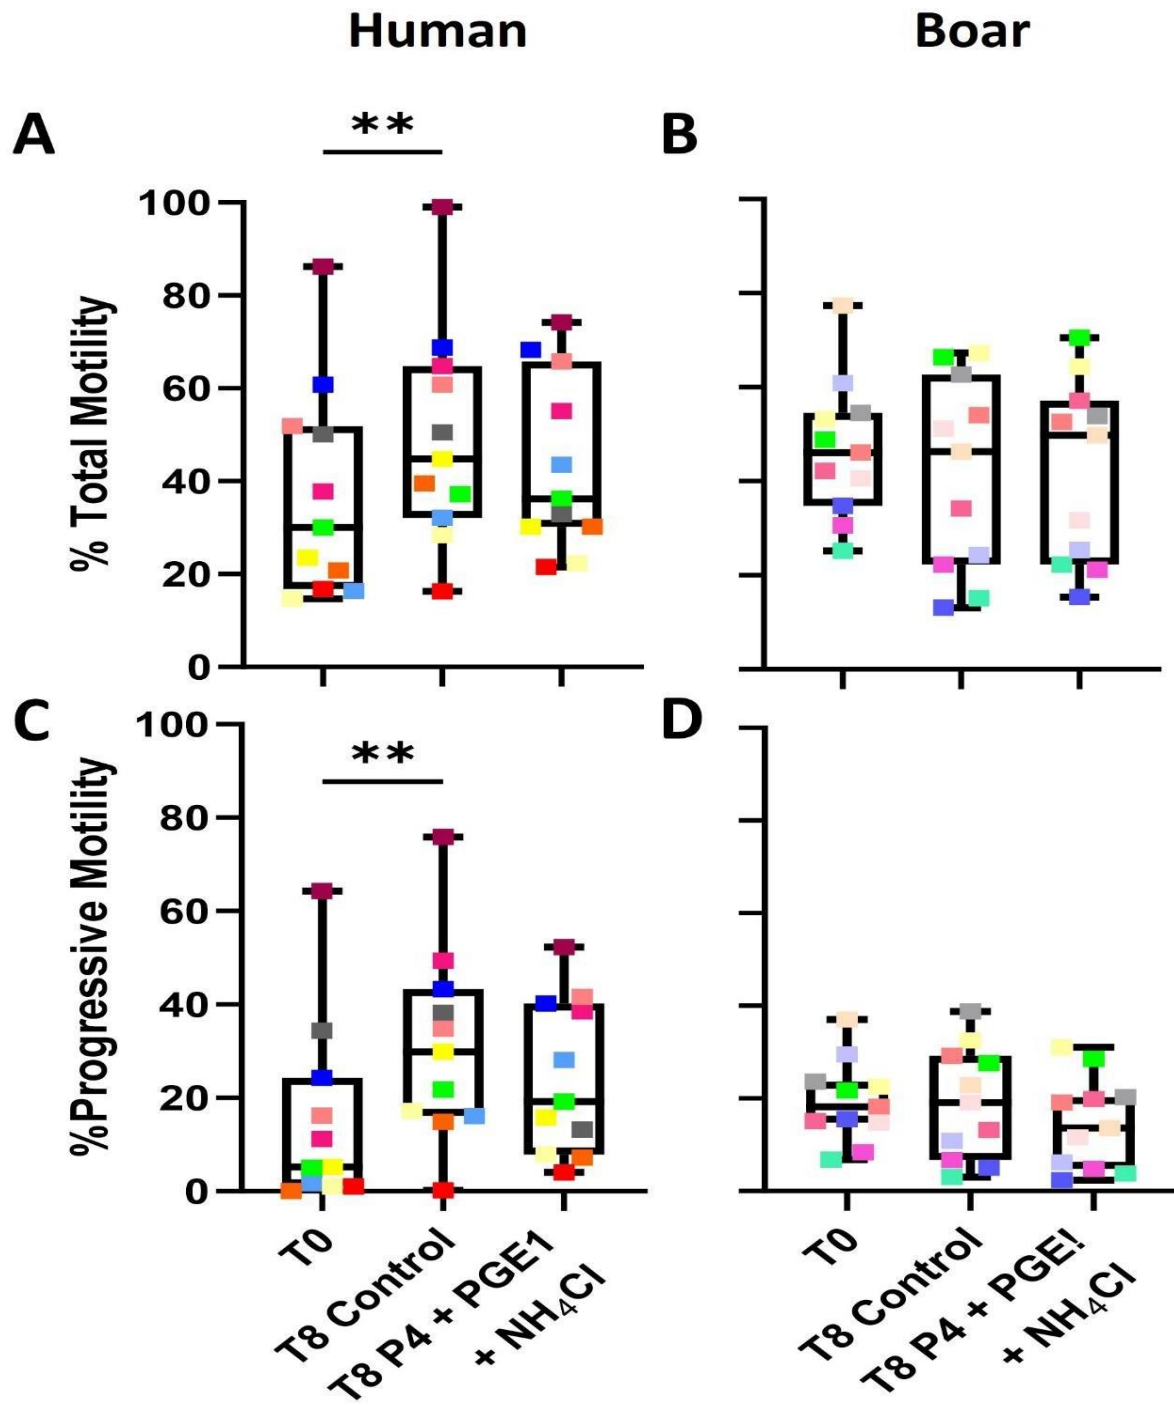 Human
Boar
A
**
B
% Total Motility
100
80
60
40
20
0
C
**
D
%Progressive Motility
100
80
60
40
20
0
T0
T8 Control
T8 P4 + PGE1
+ NH₄Cl
T0
T8 Control
T8 P4 + PGE!
+ NH₄Cl